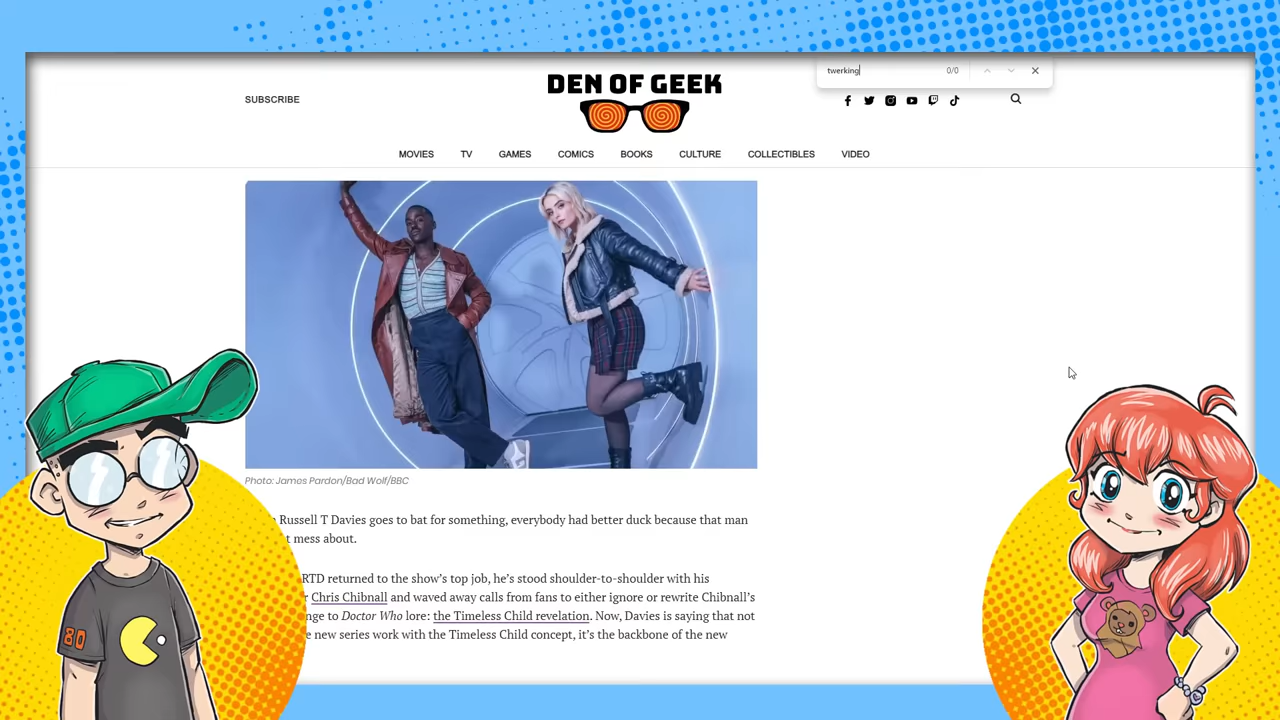 twerking 0/0
SUBSCRIBE
DEN OF GEEK
MOVIES TV GAMES COMICS BOOKS CULTURE COLLECTIBLES VIDEO
Photo: James Pardon/Bad Wolf/BBC
Russell T Davies goes to bat for something, everybody had better duck because that man
mess about.
RTD returned to the show's top job, he's stood shoulder-to-shoulder with his
Chris Chibnall and waved away calls from fans to either ignore or rewrite Chibnall's
to Doctor Who lore: the Timeless Child revelation. Now, Davies is saying that not
new series work with the Timeless Child concept, it's the backbone of the new
80